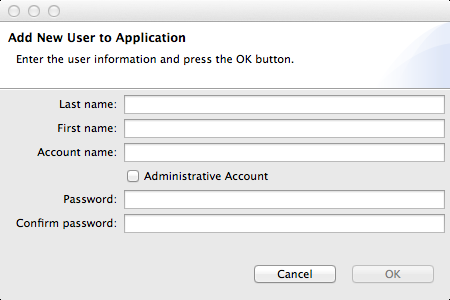 Add New User to Application
Enter the user information and press the OK button.
Last name:
First name:
Account name:
Administrative Account
Password:
Confirm password:
Cancel OK